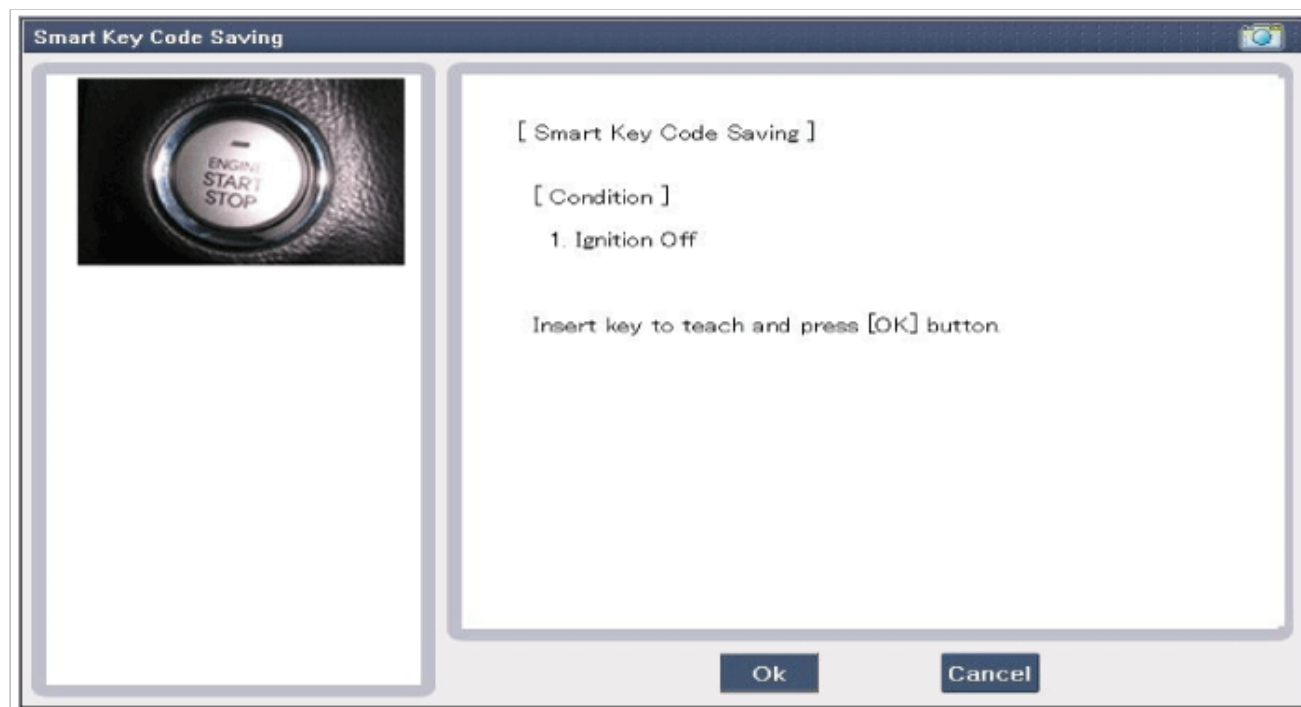 Smart Key Code Saving
ENGINE
START
STOP
[ Smart Key Code Saving ]
[ Condition ]
1. Ignition Off
Insert key to teach and press [OK] button.
Ok
Cancel